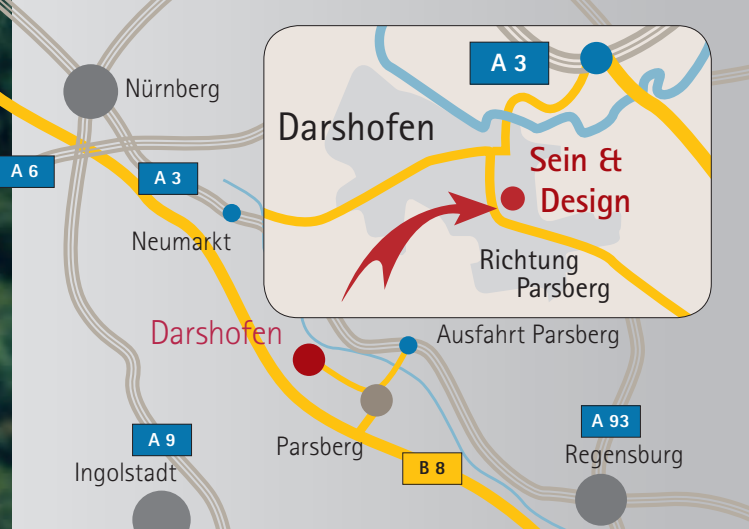 A 3
Nürnberg
Darshofen
Sein &
Design
A 6
A 3
Neumarkt
Richtung
Parsberg
Darshofen
Ausfahrt Parsberg
A 93
A 9
Parsberg
Regensburg
B 8
Ingolstadt